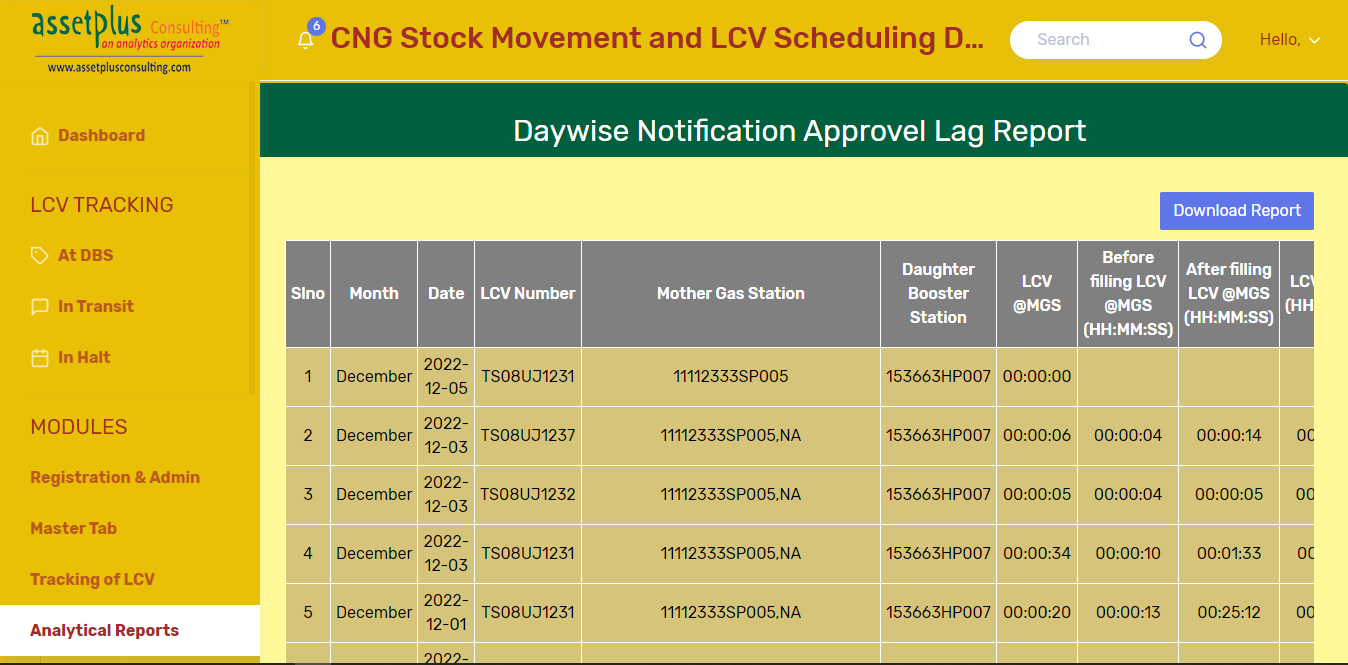 assetplus Consulting™
an analytics organization
www.assetplusconsulting.com
6
CNG Stock Movement and LCV Scheduling D...
Search
Hello,
Dashboard
LCV TRACKING
At DBS
In Transit
In Halt
MODULES
Registration & Admin
Master Tab
Tracking of LCV
Analytical Reports
Daywise Notification Approvel Lag Report
Download Report
Slno
Month
Date
LCV Number
Mother Gas Station
Daughter
Booster
Station
LCV
@MGS
Before
filling LCV
@MGS
(HH:MM:SS)
After filling
LCV @MGS
(HH:MM:SS)
LCV
(HH
1 December 2022- TS08UJ1231 11112333SP005 153663HP007 00:00:00
12-05
2 December 2022- TS08UJ1237 11112333SP005,NA 153663HP007 00:00:06 00:00:04 00:00:14 00
12-03
3 December 2022- TS08UJ1232 11112333SP005,NA 153663HP007 00:00:05 00:00:04 00:00:05 00
12-03
4 December 2022- TS08UJ1231 11112333SP005,NA 153663HP007 00:00:34 00:00:10 00:01:33 00
12-03
5 December 2022- TS08UJ1231 11112333SP005,NA 153663HP007 00:00:20 00:00:13 00:25:12 00
12-01
2022-